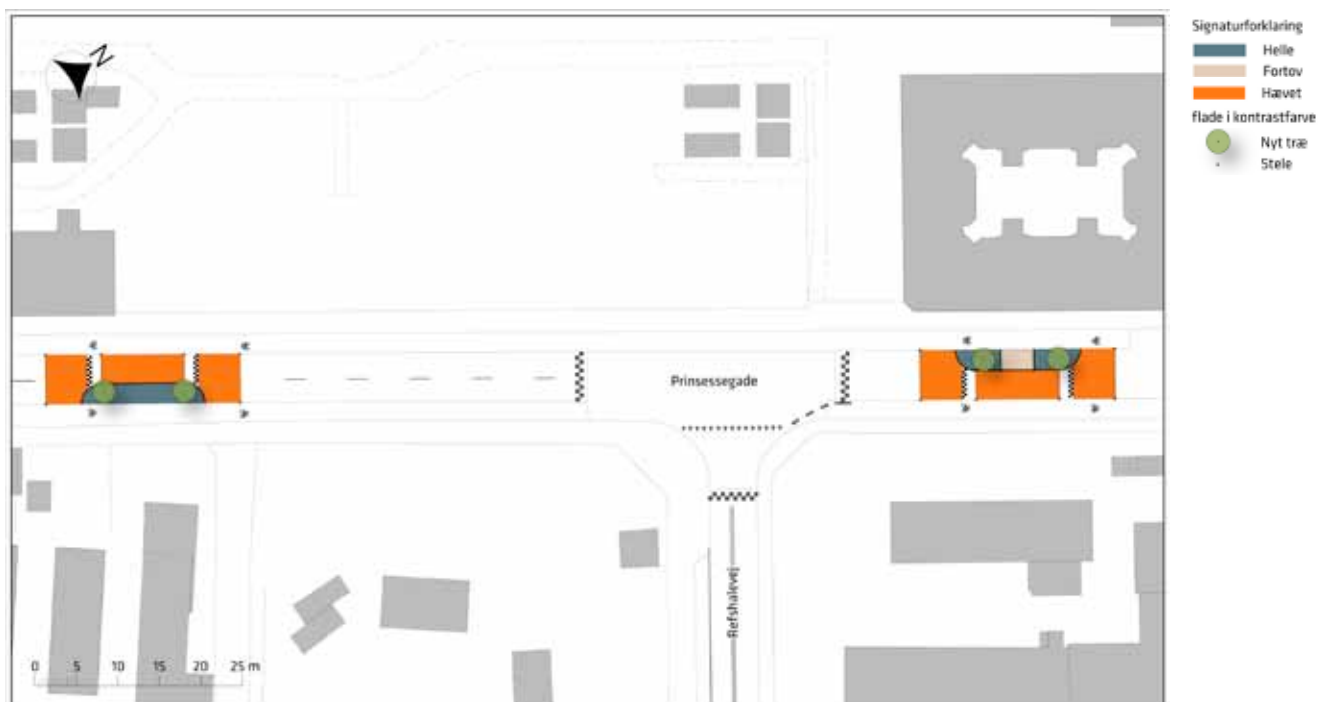 N
Signaturforklaring
Helle
Fortov
Hævet
flade i kontrastfarve
Nyt træ
Stele
Prinsessegade
Refshalevej
0 5 10 15 20 25 m